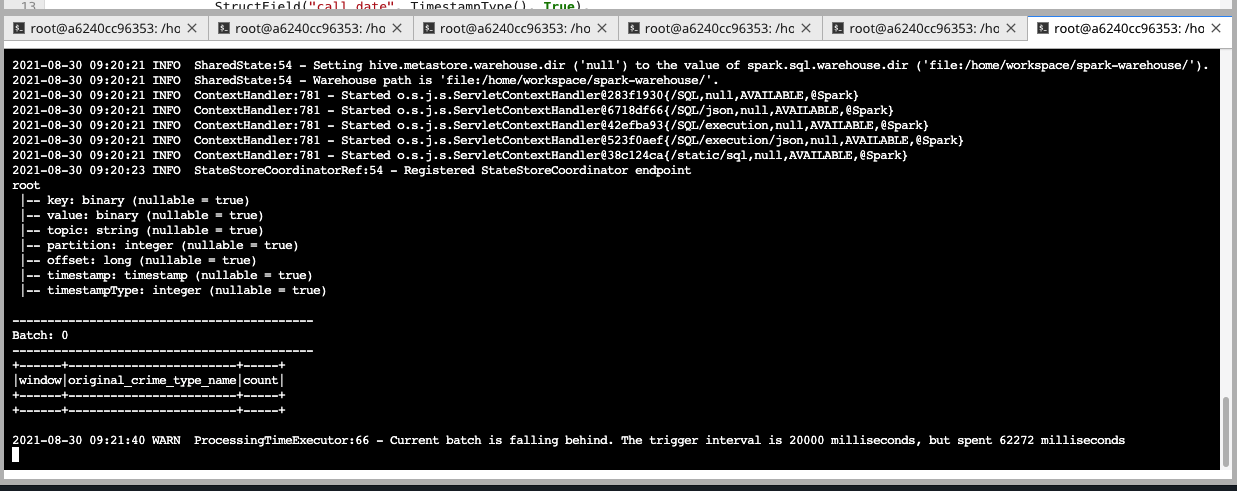 13 StructField("call_date", TimestampType(), True),
root@a6240cc96353: /ho × root@a6240cc96353: /ho × root@a6240cc96353: /ho × root@a6240cc96353: /ho × root@a6240cc96353: /ho × root@a6240cc96353: /ho ×
2021-08-30 09:20:21 INFO  SharedState:54 - Setting hive.metastore.warehouse.dir ('null') to the value of spark.sql.warehouse.dir ('file:/home/workspace/spark-warehouse/').
2021-08-30 09:20:21 INFO  SharedState:54 - Warehouse path is 'file:/home/workspace/spark-warehouse/'.
2021-08-30 09:20:21 INFO  ContextHandler:781 - Started o.s.j.s.ServletContextHandler@283f1930{/SQL,null,AVAILABLE,@Spark}
2021-08-30 09:20:21 INFO  ContextHandler:781 - Started o.s.j.s.ServletContextHandler@6718df66{/SQL/json,null,AVAILABLE,@Spark}
2021-08-30 09:20:21 INFO  ContextHandler:781 - Started o.s.j.s.ServletContextHandler@42efba93{/SQL/execution,null,AVAILABLE,@Spark}
2021-08-30 09:20:21 INFO  ContextHandler:781 - Started o.s.j.s.ServletContextHandler@523f0aef{/SQL/execution/json,null,AVAILABLE,@Spark}
2021-08-30 09:20:21 INFO  ContextHandler:781 - Started o.s.j.s.ServletContextHandler@38c124ca{/static/sql,null,AVAILABLE,@Spark}
2021-08-30 09:20:23 INFO  StateStoreCoordinatorRef:54 - Registered StateStoreCoordinator endpoint
root
 |-- key: binary (nullable = true)
 |-- value: binary (nullable = true)
 |-- topic: string (nullable = true)
 |-- partition: integer (nullable = true)
 |-- offset: long (nullable = true)
 |-- timestamp: timestamp (nullable = true)
 |-- timestampType: integer (nullable = true)
-------------------------------------------
Batch: 0
-------------------------------------------
+------+------------------------+-----+
|window|original_crime_type_name|count|
+------+------------------------+-----+
+------+------------------------+-----+
2021-08-30 09:21:40 WARN  ProcessingTimeExecutor:66 - Current batch is falling behind. The trigger interval is 20000 milliseconds, but spent 62272 milliseconds